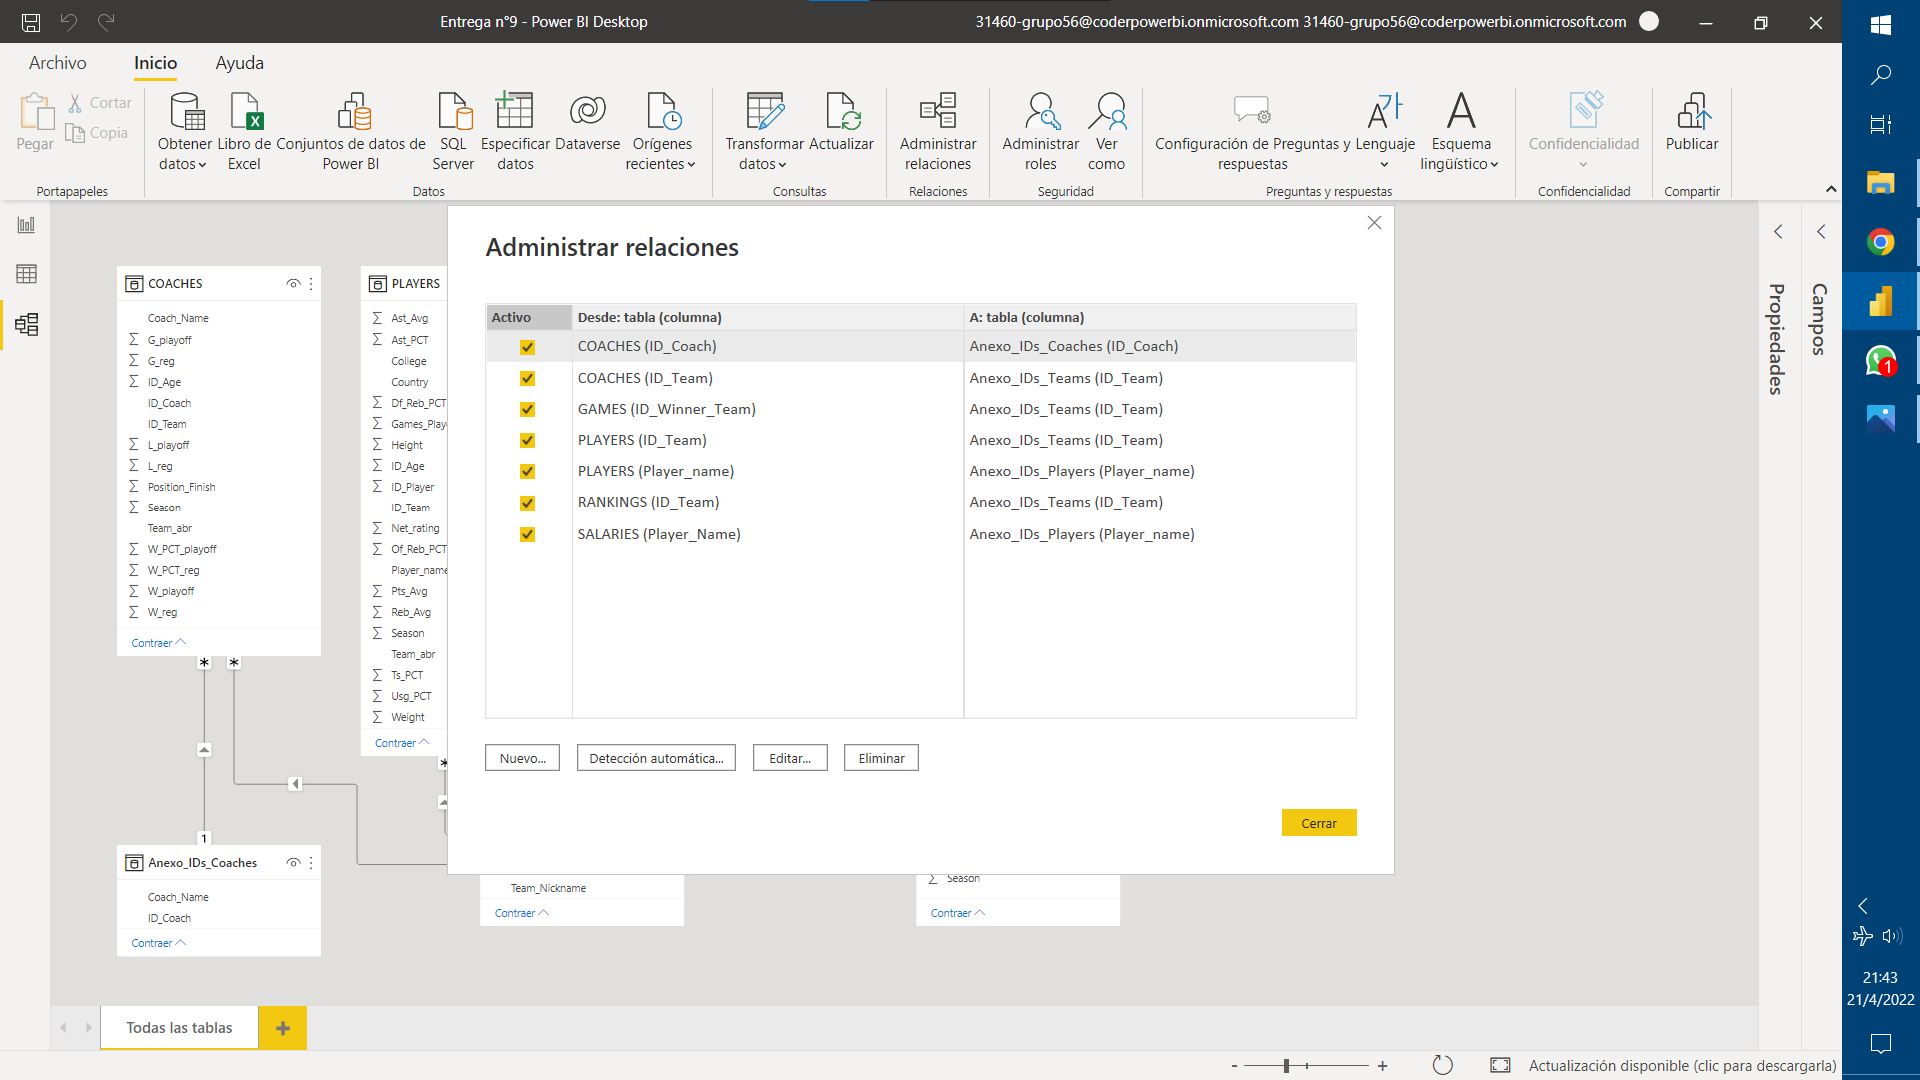 Entrega n°9 - Power BI Desktop
31460-grupo56@coderpowerbi.onmicrosoft.com 31460-grupo56@coderpowerbi.onmicrosoft.com
Archivo
Inicio
Ayuda
Pegar
Cortar
Copia
Portapapeles
Obtener datos
Libro de Excel
Conjuntos de datos de Power BI
SQL Server
Especificar datos
Dataverse
Orígenes recientes
Datos
Transformar datos
Actualizar
Consultas
Administrar relaciones
Relaciones
Administrar roles
Ver como
Seguridad
Configuración de Preguntas y respuestas
Lenguaje
Esquema lingüístico
Preguntas y respuestas
Confidencialidad
Confidencialidad
Publicar
Compartir
COACHES
Coach_Name
G_playoff
G_reg
ID_Age
ID_Coach
ID_Team
L_playoff
L_reg
Position_Finish
Season
Team_abr
W_PCT_playoff
W_PCT_reg
W_playoff
W_reg
Contraer
* *
1
Anexo_IDs_Coaches
Coach_Name
ID_Coach
Contraer
PLAYERS
Ast_Avg
Ast_PCT
College
Country
Df_Reb_PCT
Games_Play
Height
ID_Age
ID_Player
ID_Team
Net_rating
Of_Reb_PCT
Player_name
Pts_Avg
Reb_Avg
Season
Team_abr
Ts_PCT
Usg_PCT
Weight
Contraer
*
Administrar relaciones
Activo Desde: tabla (columna) A: tabla (columna)
COACHES (ID_Coach) Anexo_IDs_Coaches (ID_Coach)
COACHES (ID_Team) Anexo_IDs_Teams (ID_Team)
GAMES (ID_Winner_Team) Anexo_IDs_Teams (ID_Team)
PLAYERS (ID_Team) Anexo_IDs_Teams (ID_Team)
PLAYERS (Player_name) Anexo_IDs_Players (Player_name)
RANKINGS (ID_Team) Anexo_IDs_Teams (ID_Team)
SALARIES (Player_Name) Anexo_IDs_Players (Player_name)
Nuevo...
Detección automática...
Editar...
Eliminar
Cerrar
Team_Nickname
Contraer
Season
Contraer
Propiedades
Campos
1
21:43
21/4/2022
Todas las tablas
Actualización disponible (clic para descargarla)